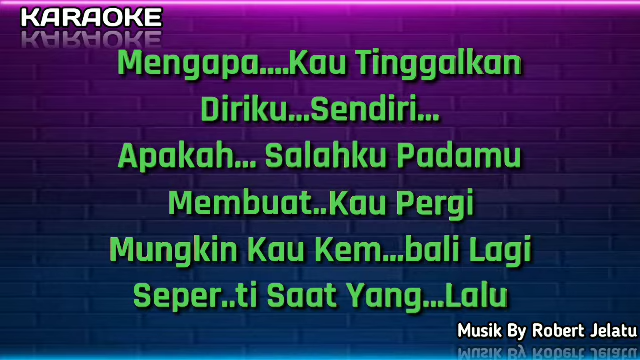 KARAOKE
Mengapa....Kau Tinggalkan
Diriku...Sendiri...
Apakah... Salahku Padamu
Membuat..Kau Pergi
Mungkin Kau Kem...bali Lagi
Seper..ti Saat Yang...Lalu
Musik By Robert Jelatu